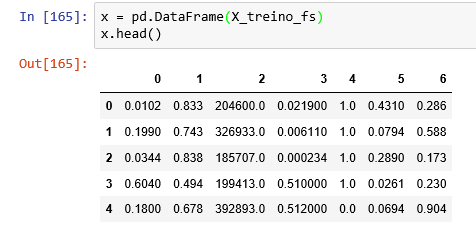 In [165]: x = pd.DataFrame(X_treino_fs)
x.head()
Out[165]:
0 1 2 3 4 5 6
0 0.0102 0.833 204600.0 0.021900 1.0 0.4310 0.286
1 0.1990 0.743 326933.0 0.006110 1.0 0.0794 0.588
2 0.0344 0.838 185707.0 0.000234 1.0 0.2890 0.173
3 0.6040 0.494 199413.0 0.510000 1.0 0.0261 0.230
4 0.1800 0.678 392893.0 0.512000 0.0 0.0694 0.904